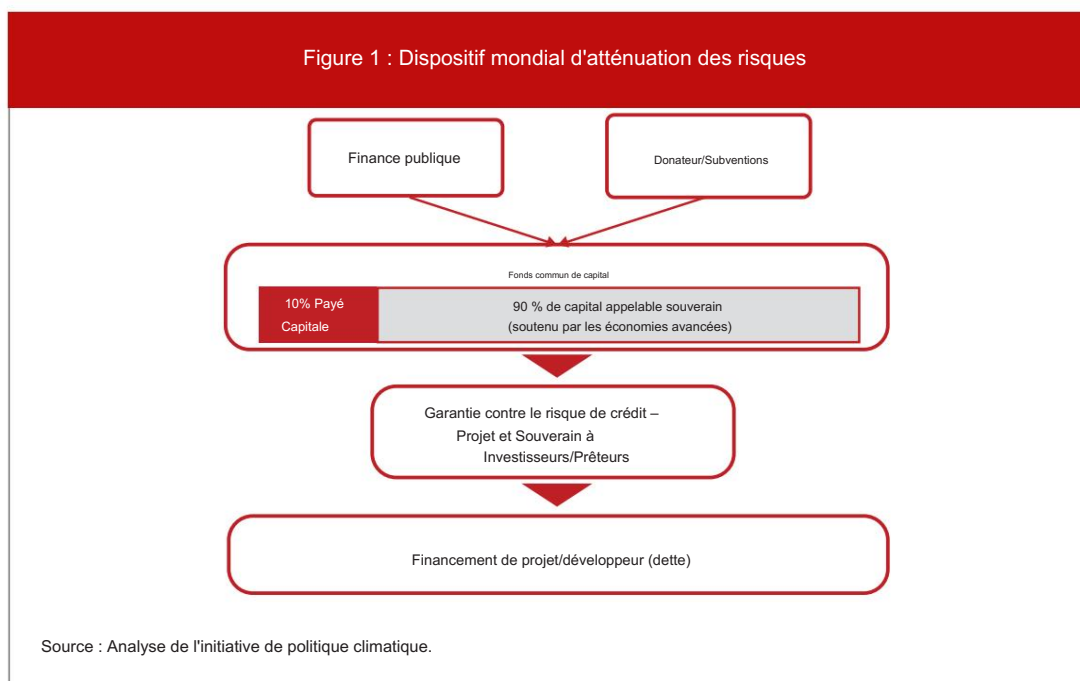 Figure 1 : Dispositif mondial d'atténuation des risques
Finance publique
Donateur/Subventions
Fonds commun de capital
10% Payé
Capitale
90 % de capital appelable souverain
(soutenu par les économies avancées)
Garantie contre le risque de crédit –
Projet et Souverain à
Investisseurs/Prêteurs
Financement de projet/développeur (dette)
Source : Analyse de l'initiative de politique climatique.